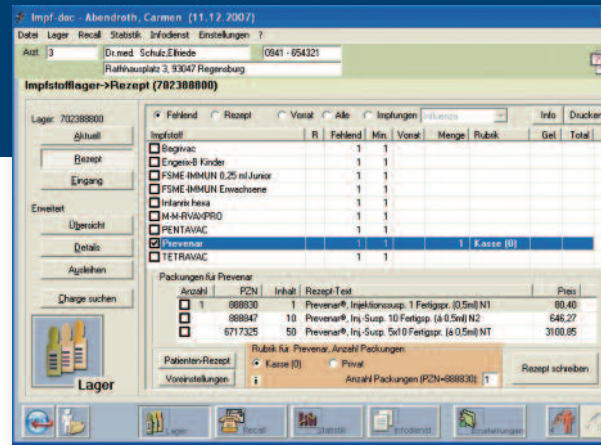 Impf-doc - Abendroth, Carmen (11.12.2007)
Datei Lager Recall Statistik Infodienst Einstellungen ?
Arzt 3 Dr.med. Schulz,Elfriede 0941 - 654321
Rathhausplatz 3, 93047 Regensburg
Impfstofflager->Rezept (702388800)
Lager: 702388800
Aktuell
Rezept
Eingang
Erweitert
Übersicht
Details
Ausleihen
Charge suchen
Lager
Fehlend Rezept Vorrat Alle Impfungen Influenza Info Drucken
Impfstoff R Fehlend Min. Vorrat Menge Rubrik Gel. Total
Begrivac 1 1
Engerix-B Kinder 1 1
FSME-IMMUN 0,25 ml Junior 1 1
FSME-IMMUN Erwachsene 1 1
Infanrix hexa 1 1
M-M-RVAXPRO 1 1
PENTAVAC 1 1
Prevenar 1 1 1 Kasse (0)
TETRAVAC 1 1
Packungen für Prevenar
Anzahl PZN Inhalt Rezept-Text Preis
1 888830 1 Prevenar®, Injektionssusp. 1 Fertigspr. (0,5ml) N1 80,40
888847 10 Prevenar®, Inj.-Susp. 10 Fertigsp. (à 0,5ml) N2 646,27
6717325 50 Prevenar®, Inj.-Susp. 5x10 Fertigspr. (à 0,5ml) NT 3100,85
Patienten-Rezept
Voreinstellungen
Rubrik für Prevenar, Anzahl Packungen
Kasse (0) Privat
i Anzahl Packungen (PZN=888830): 1
Rezept schreiben
Lager Recall Statistik Infodienst Einstellungen